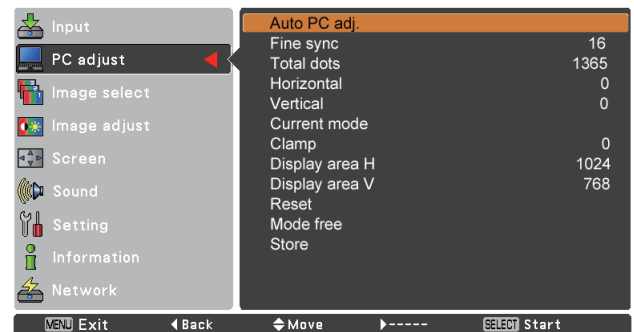 Input
PC adjust
Image select
Image adjust
Screen
Sound
Setting
Information
Network
Auto PC adj.
Fine sync 16
Total dots 1365
Horizontal 0
Vertical 0
Current mode
Clamp 0
Display area H 1024
Display area V 768
Reset
Mode free
Store
MENU Exit ◀Back ◆Move ▶----- SELECT Start